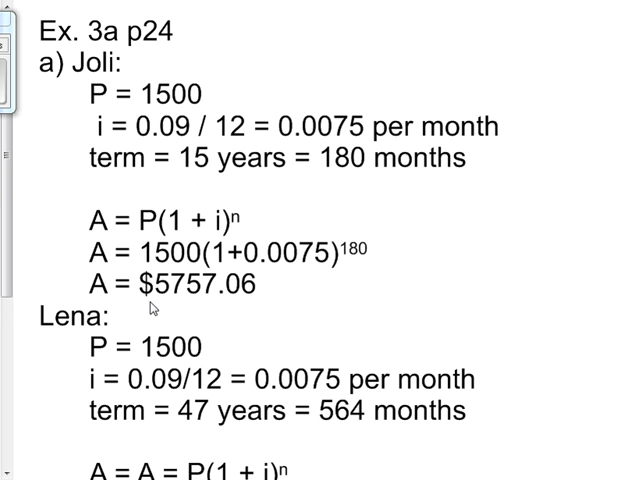 Ex. 3a p24
a) Joli:
P = 1500
i = 0.09 / 12 = 0.0075 per month
term = 15 years = 180 months
A = P(1 + i)ⁿ
A = 1500(1+0.0075)¹⁸⁰
A = $5757.06
Lena:
P = 1500
i = 0.09/12 = 0.0075 per month
term = 47 years = 564 months
A = A = P(1 + i)ⁿ